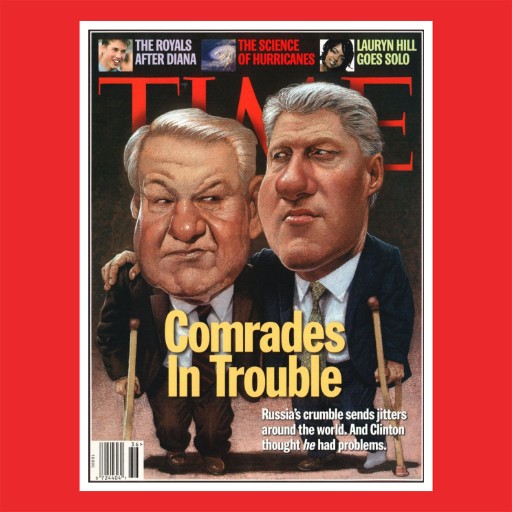 THE ROYALS
AFTER DIANA
THE SCIENCE
OF HURRICANES
LAURYN HILL
GOES SOLO
TIME
Comrades
In Trouble
Russia's crumble sends jitters
around the world. And Clinton
thought he had problems.